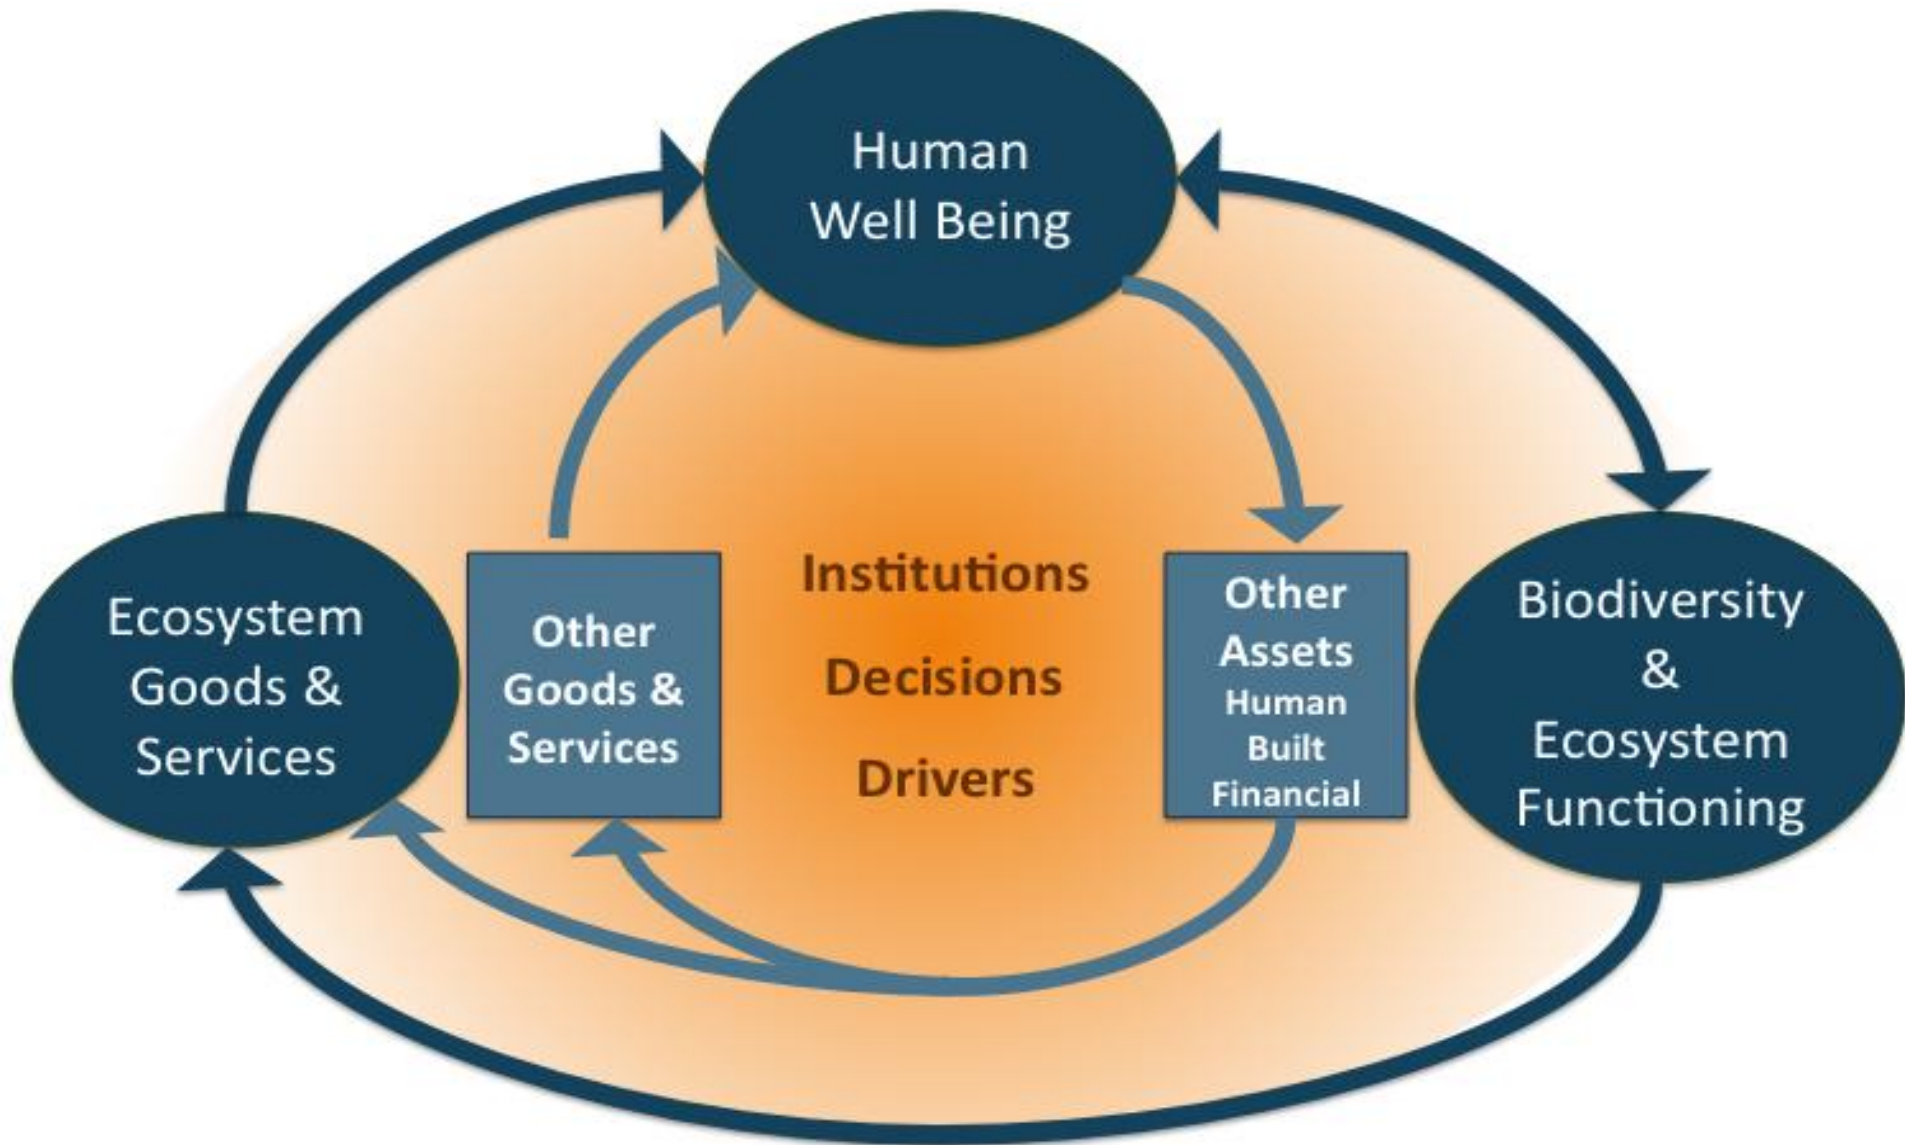 Human
Well Being
Ecosystem
Goods &
Services
Other
Goods &
Services
Institutions
Decisions
Drivers
Other
Assets
Human
Built
Financial
Biodiversity
&
Ecosystem
Functioning